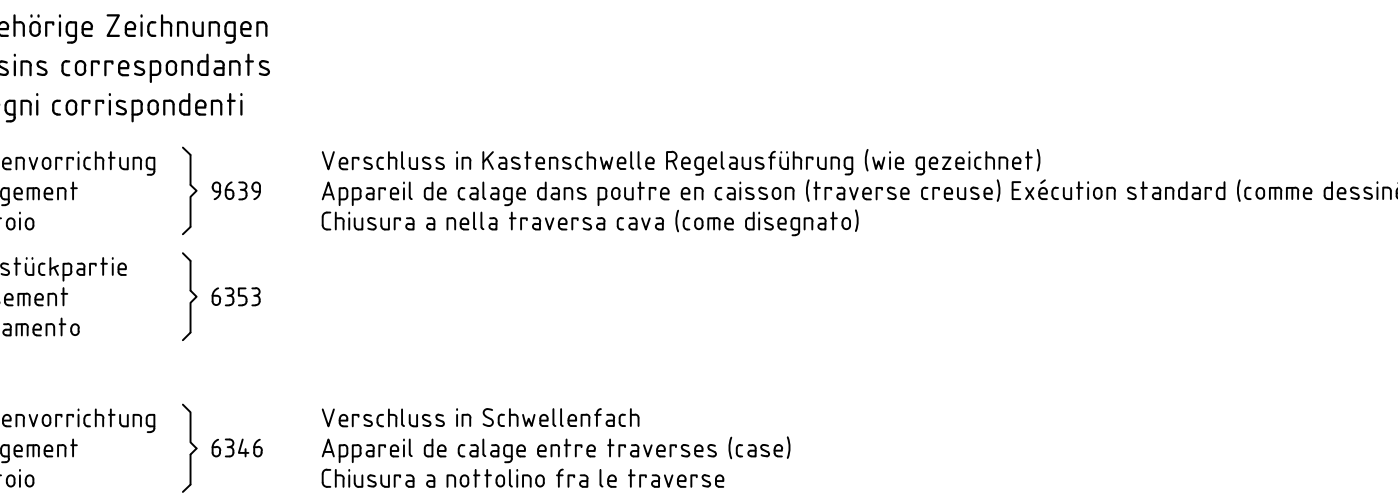 ehörige Zeichnungen
sins correspondants
egni corrispondenti
envorrichtung
gement
roio
9639
Verschluss in Kastenschwelle Regelausführung (wie gezeichnet)
Appareil de calage dans poutre en caisson (traverse creuse) Exécution standard (comme dessiné
Chiusura a nella traversa cava (come disegnato)
stückpartie
sement
amento
6353
envorrichtung
gement
roio
6346
Verschluss in Schwellenfach
Appareil de calage entre traverses (case)
Chiusura a nottolino fra le traverse